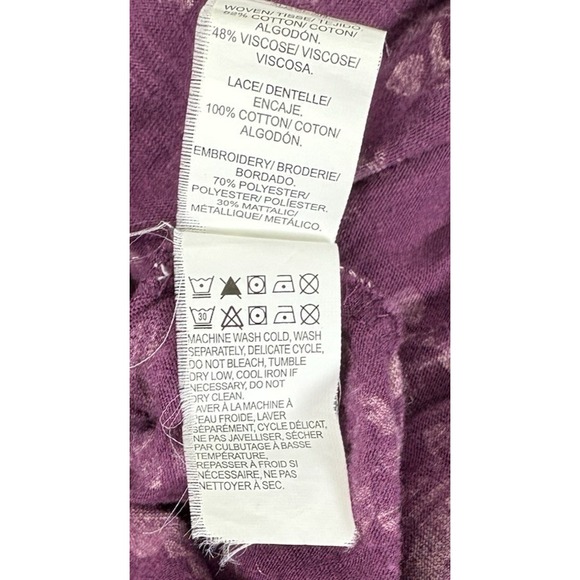 WOVEN/TISSE/TEJIDO
52% COTTON/ COTON/
ALGODÓN.
48% VISCOSE/ VISCOSE/
VISCOSA.
LACE/ DENTELLE/
ENCAJE.
100% COTTON/ COTON/
ALGODÓN.
EMBROIDERY/ BRODERIE/
BORDADO.
70% POLYESTER/
POLYESTER/ POLÍESTER.
30% MATTALIC/
MÉTALLIQUE/ METÁLICO.
30
MACHINE WASH COLD, WASH
SEPARATELY, DELICATE CYCLE,
DO NOT BLEACH, TUMBLE
DRY LOW, COOL IRON IF
NECESSARY, DO NOT
DRY CLEAN.
LAVER À LA MACHINE À
L'EAU FROIDE, LAVER
SÉPARÉMENT, CYCLE DÉLICAT,
NE PAS JAVELLISER, SÈCHER
PAR CULBUTAGE À BASSE
TEMPÉRATURE,
REPASSER À FROID SI
NÉCESSAIRE, NE PAS
NETTOYER À SEC.